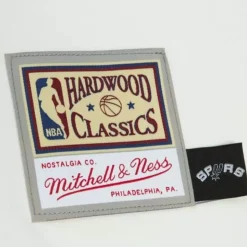 HARDWOOD
NBA
CLASSICS
NOSTALGIA CO.
Mitchell & Ness
PHILADELPHIA, PA.
SPURS